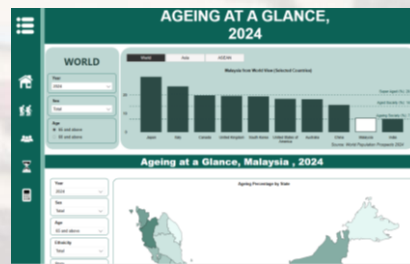 AGEING AT A GLANCE,
2024
WORLD
World
Asia
ASEAN
Malaysia from World View (Selected Countries)
Year
2024
Sex
Total
Age
65 and above
Japan
Italy
Canada
United Kingdom
South Korea
United States of America
Australia
China
Malaysia
India
Source: World Population Prospects 2024
Ageing at a Glance, Malaysia , 2024
Year
2024
Sex
Total
Age
65 and above
Ethnicity
Total
Ageing Percentage by State